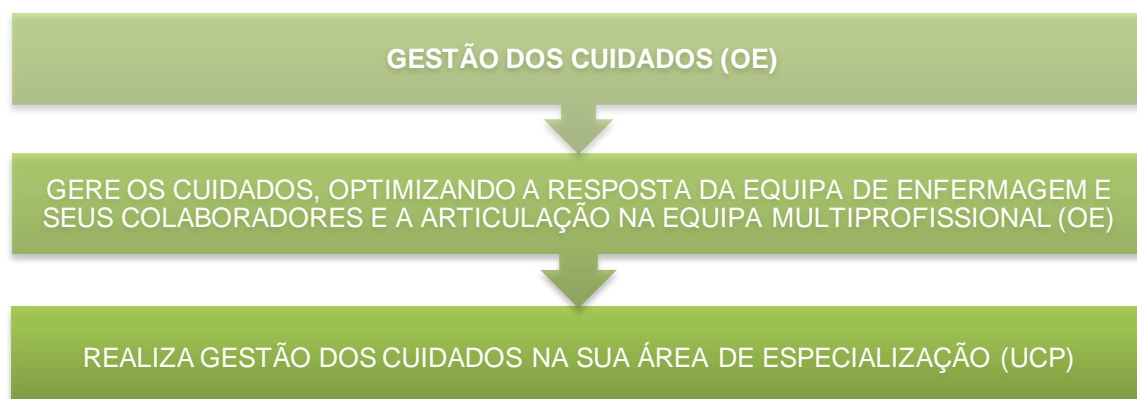 GESTÃO DOS CUIDADOS (OE)
GERE OS CUIDADOS, OPTIMIZANDO A RESPOSTA DA EQUIPA DE ENFERMAGEM E
SEUS COLABORADORES E A ARTICULAÇÃO NA EQUIPA MULTIPROFISSIONAL (OE)
REALIZA GESTÃO DOS CUIDADOS NA SUA ÁREA DE ESPECIALIZAÇÃO (UCP)